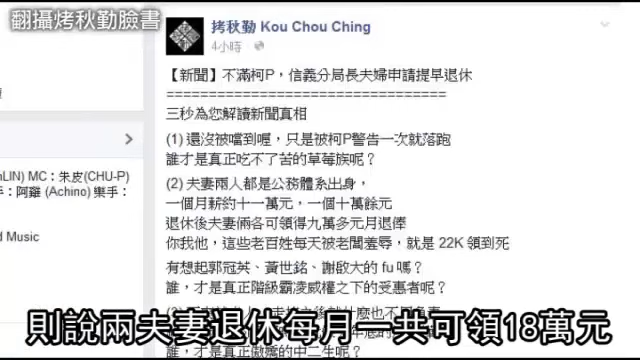 翻攝烤秋勤臉書
拷秋勤 Kou Chou Ching
4小時
【新聞】不滿柯P，信義分局長夫婦申請提早退休
==================================
三秒為您解讀新聞真相
(1) 還沒被噹到喔，只是被柯P警告一次就落跑
誰才是真正吃不了苦的草莓族呢？
(2) 夫妻兩人都是公務體系出身，
一個月薪約十一萬元，一個十萬餘元
退休後夫妻倆各可領得九萬多元月退俸
你我他，這些老百姓每天被老闆羞辱，就是 22K 領到死
有想起郭冠英、黃世銘、謝啟大的 fu 嗎？
誰，才是真正階級霸凌威權之下的受惠者呢？
LIN) MC：朱皮(CHU-P)
手：阿雞 (Achino) 樂手：
d Music
則說兩夫妻退休每月一共可領18萬元
誰，才是真正傲嬌的中二生呢？